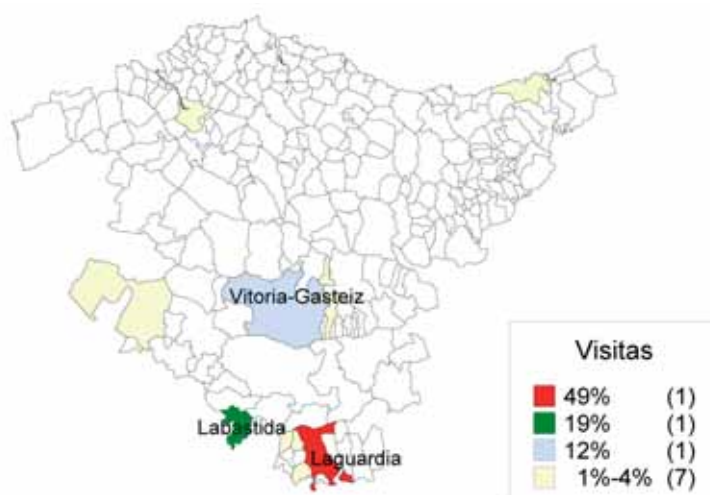 Vitoria-Gasteiz
Labastida
Laguardia
Visitas
49% (1)
19% (1)
12% (1)
1%-4% (7)